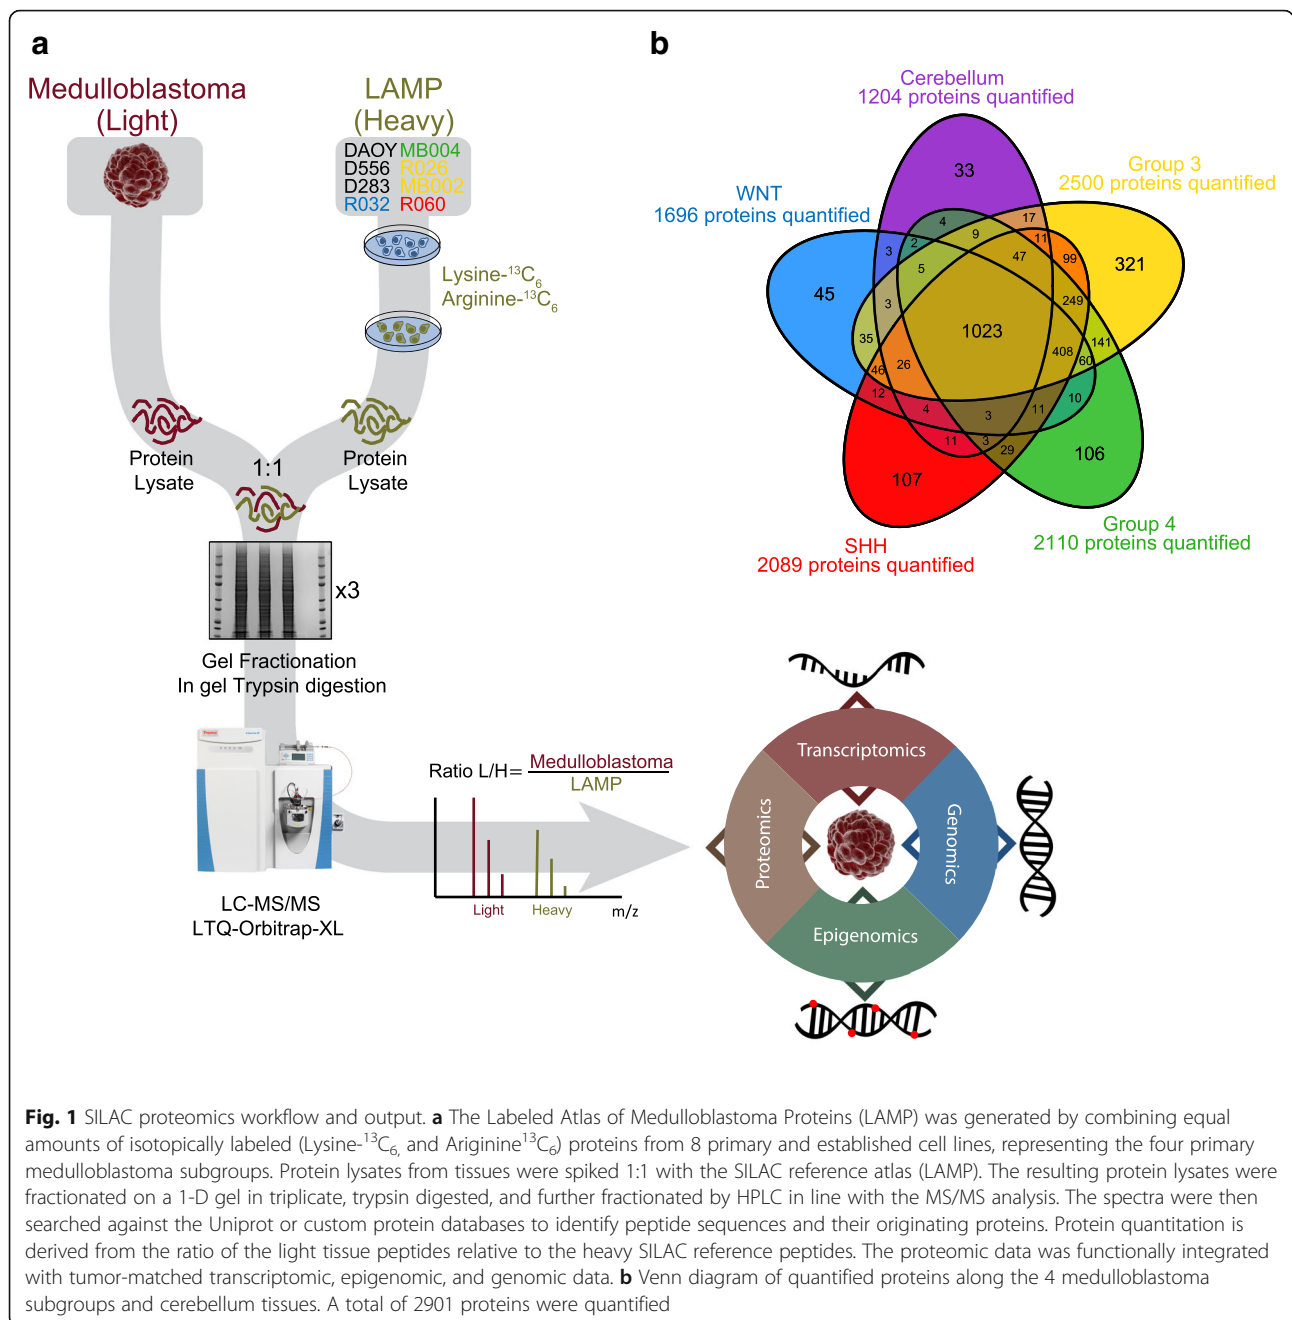 a
Medulloblastoma
(Light)
LAMP
(Heavy)
DAOY MB004
D556 R026
D283 MB002
R032 R060
Lysine-¹³C₆
Arginine-¹³C₆
Protein
Lysate
1:1
Protein
Lysate
x3
Gel Fractionation
In gel Trypsin digestion
LC-MS/MS
LTQ-Orbitrap-XL
Ratio L/H= Medulloblastoma
LAMP
Light
Heavy
m/z
Transcriptomics
Genomics
Proteomics
Epigenomics
b
Cerebellum
1204 proteins quantified
Group 3
2500 proteins quantified
WNT
1696 proteins quantified
SHH
2089 proteins quantified
Group 4
2110 proteins quantified
33
4
9
17
11
3
2
47
99
321
5
45
3
249
35
1023
141
408
60
46
26
12
4
3
11
10
11
3
29
106
107
Fig. 1 SILAC proteomics workflow and output. a The Labeled Atlas of Medulloblastoma Proteins (LAMP) was generated by combining equal
amounts of isotopically labeled (Lysine-¹³C₆, and Ariginine¹³C₆) proteins from 8 primary and established cell lines, representing the four primary
medulloblastoma subgroups. Protein lysates from tissues were spiked 1:1 with the SILAC reference atlas (LAMP). The resulting protein lysates were
fractionated on a 1-D gel in triplicate, trypsin digested, and further fractionated by HPLC in line with the MS/MS analysis. The spectra were then
searched against the Uniprot or custom protein databases to identify peptide sequences and their originating proteins. Protein quantitation is
derived from the ratio of the light tissue peptides relative to the heavy SILAC reference peptides. The proteomic data was functionally integrated
with tumor-matched transcriptomic, epigenomic, and genomic data. b Venn diagram of quantified proteins along the 4 medulloblastoma
subgroups and cerebellum tissues. A total of 2901 proteins were quantified